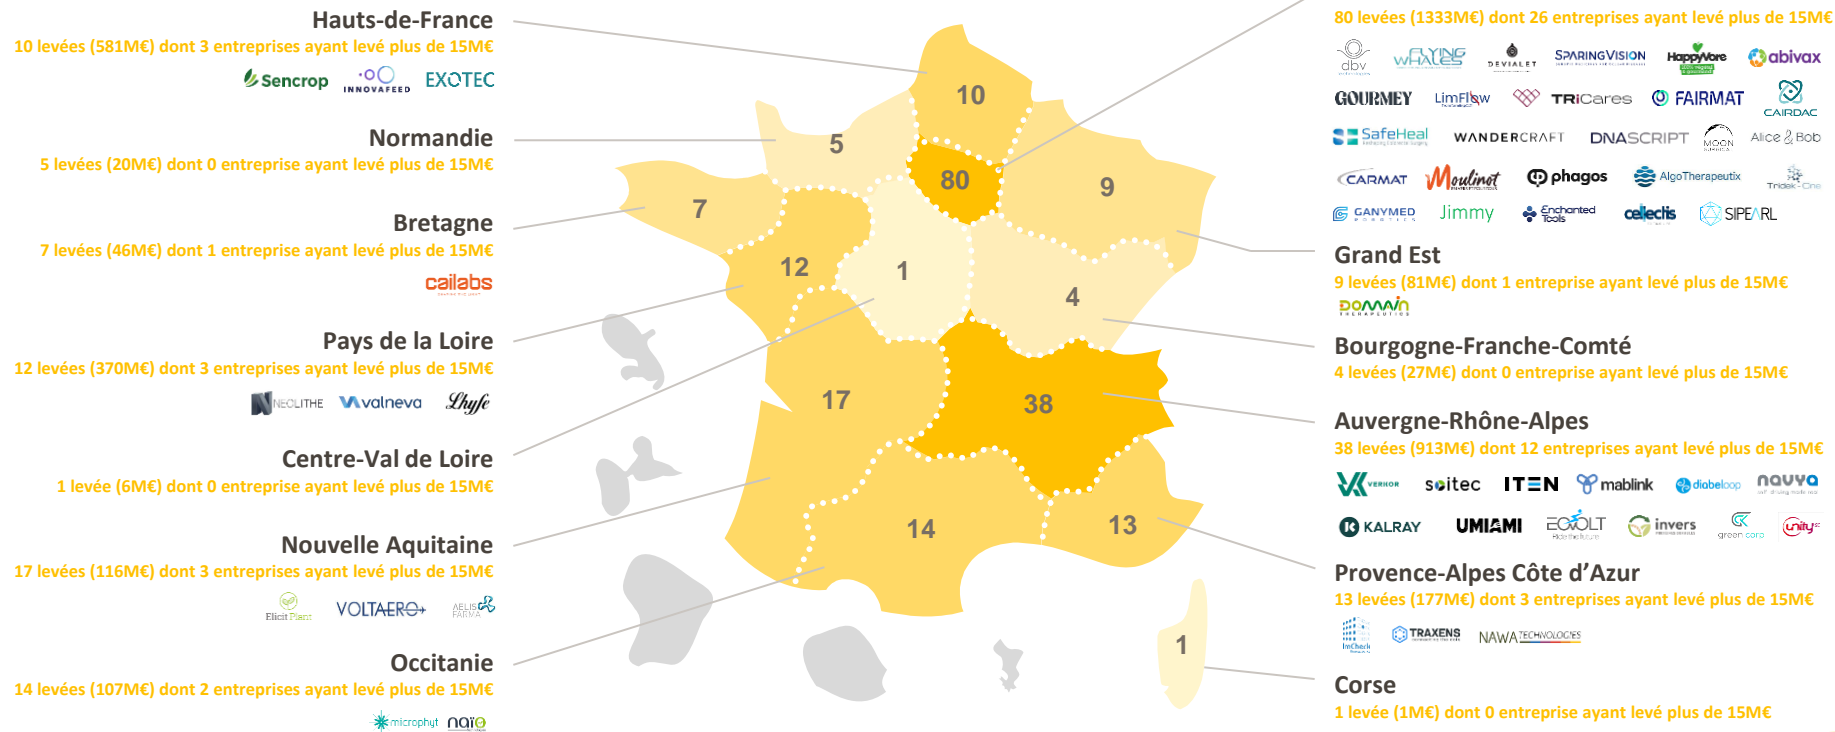 Hauts-de-France
10 levées (581M€) dont 3 entreprises ayant levé plus de 15M€
Sencrop INNOVAFEED EXOTEC
Normandie
5 levées (20M€) dont 0 entreprise ayant levé plus de 15M€
Bretagne
7 levées (46M€) dont 1 entreprise ayant levé plus de 15M€
cailabs
Pays de la Loire
12 levées (370M€) dont 3 entreprises ayant levé plus de 15M€
NEOLITHE valneva Lhyfe
Centre-Val de Loire
1 levée (6M€) dont 0 entreprise ayant levé plus de 15M€
Nouvelle Aquitaine
17 levées (116M€) dont 3 entreprises ayant levé plus de 15M€
Elicit Plant VOLTAERO AELIS FARMA
Occitanie
14 levées (107M€) dont 2 entreprises ayant levé plus de 15M€
microphyt naïo
10
5
80
9
7
12
1
4
17
38
14
13
1
80 levées (1333M€) dont 26 entreprises ayant levé plus de 15M€
dbv FLYING WHALES DEVIALET SPARINGVISION HappyVore abivax
GOURMEY LimFlow TRiCares FAIRMAT CAIRDAC
SafeHeal WANDERCRAFT DNASCRIPT MOON Alice & Bob
CARMAT Moulinot phagos AlgoTherapeutix Tridek-One
GANYMED ROBOTICS Jimmy Enchanted Tools cellectis SIPEARL
Grand Est
9 levées (81M€) dont 1 entreprise ayant levé plus de 15M€
DOMAIN THERAPEUTICS
Bourgogne-Franche-Comté
4 levées (27M€) dont 0 entreprise ayant levé plus de 15M€
Auvergne-Rhône-Alpes
38 levées (913M€) dont 12 entreprises ayant levé plus de 15M€
VERKOR soitec ITEN mablink diabeloop navya
KALRAY UMIAMI EGVOLT Ride the future invers green corp unity
Provence-Alpes Côte d’Azur
13 levées (177M€) dont 3 entreprises ayant levé plus de 15M€
ImCheck TRAXENS NAWA TECHNOLOGIES
Corse
1 levée (1M€) dont 0 entreprise ayant levé plus de 15M€